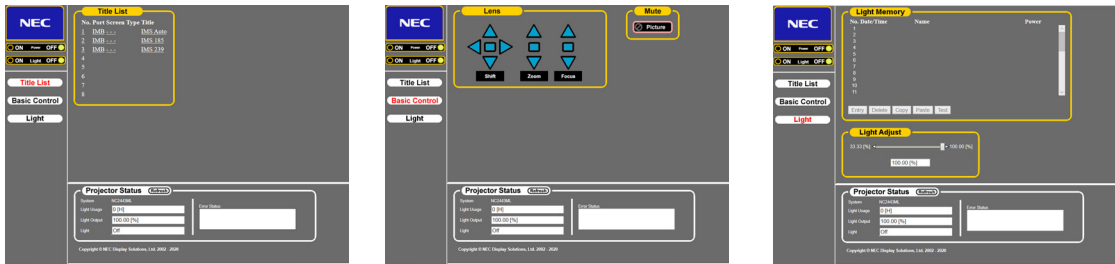 NEC
ON Power OFF
ON Light OFF
Title List
Basic Control
Light
Title List
No. Port Screen Type Title
1 IMB - - - IMS Auto
2 IMB - - - IMS 185
3 IMB - - - IMS 239
4
5
6
7
8
Projector Status Refresh
System NC2443ML
Light Usage 0 [H]
Light Output 100.00 [%]
Light Off
Error Status
Copyright © NEC Display Solutions, Ltd. 2002 - 2020
NEC
ON Power OFF
ON Light OFF
Title List
Basic Control
Light
Lens
Shift Zoom Focus
Mute
Picture
Projector Status Refresh
System NC2443ML
Light Usage 0 [H]
Light Output 100.00 [%]
Light Off
Error Status
Copyright © NEC Display Solutions, Ltd. 2002 - 2020
NEC
ON Power OFF
ON Light OFF
Title List
Basic Control
Light
Light Memory
No. Date/Time Name Power
1
2
3
4
5
6
7
8
9
10
11
Entry Delete Copy Paste Test
Light Adjust
33.33 [%] 100.00 [%]
100.00 [%]
Projector Status Refresh
System NC2443ML
Light Usage 0 [H]
Light Output 100.00 [%]
Light Off
Error Status
Copyright © NEC Display Solutions, Ltd. 2002 - 2020